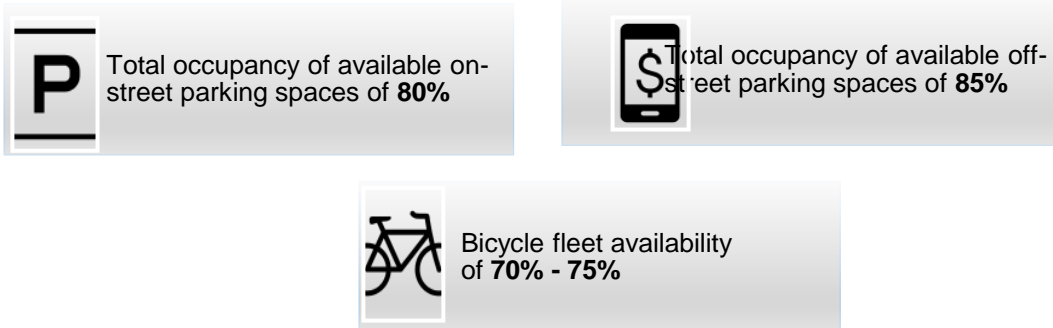 P
Total occupancy of available on-
street parking spaces of 80%
$
Total occupancy of available off-
street parking spaces of 85%
Bicycle fleet availability
of 70% - 75%